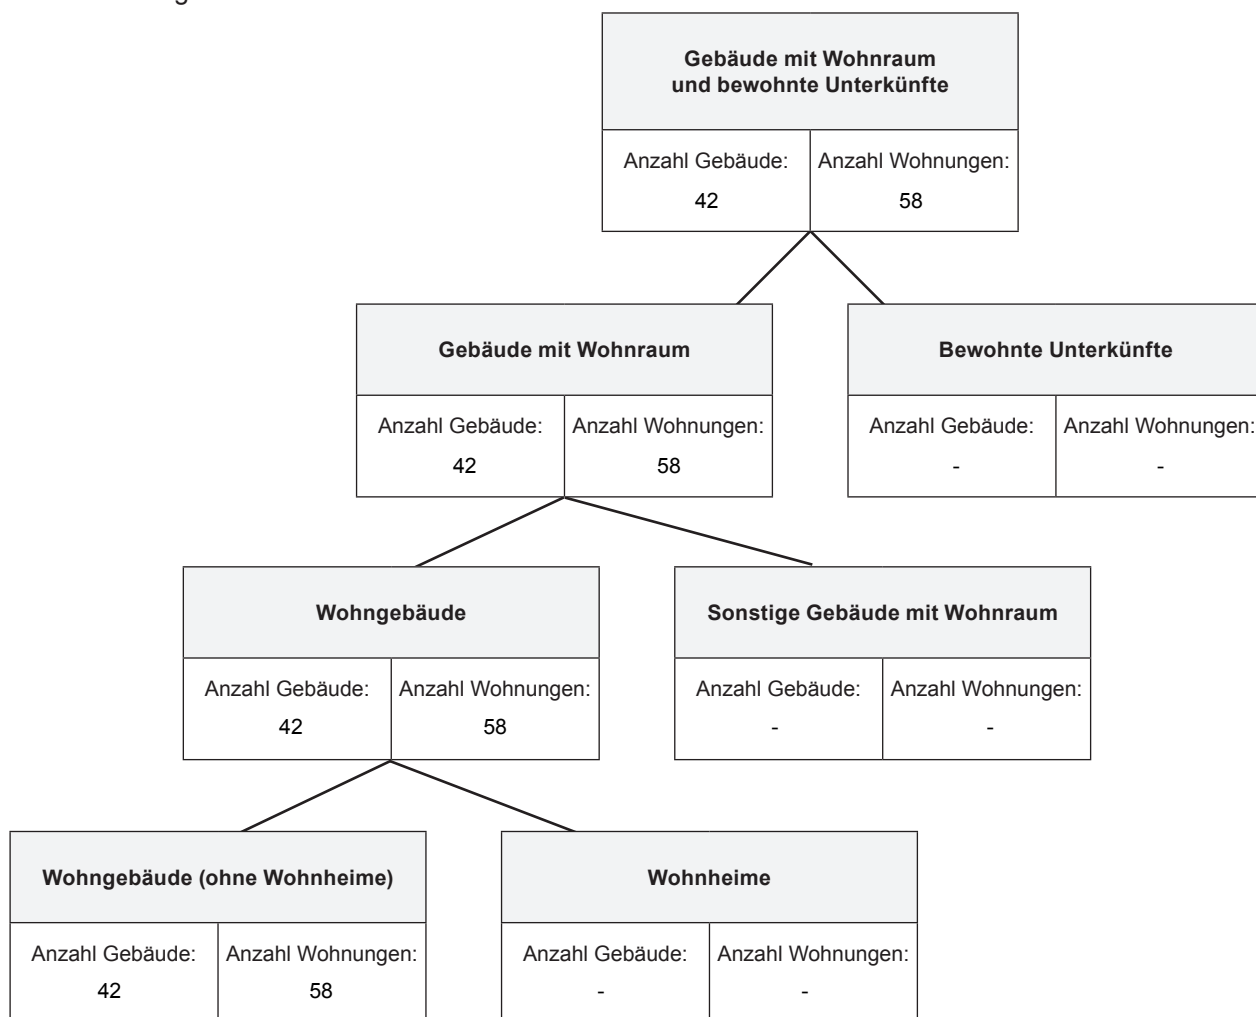 Gebäude mit Wohnraum
und bewohnte Unterkünfte
Anzahl Gebäude: Anzahl Wohnungen:
42 58
Gebäude mit Wohnraum
Anzahl Gebäude: Anzahl Wohnungen:
42 58
Bewohnte Unterkünfte
Anzahl Gebäude: Anzahl Wohnungen:
- -
Wohngebäude
Anzahl Gebäude: Anzahl Wohnungen:
42 58
Sonstige Gebäude mit Wohnraum
Anzahl Gebäude: Anzahl Wohnungen:
- -
Wohngebäude (ohne Wohnheime)
Anzahl Gebäude: Anzahl Wohnungen:
42 58
Wohnheime
Anzahl Gebäude: Anzahl Wohnungen:
- -